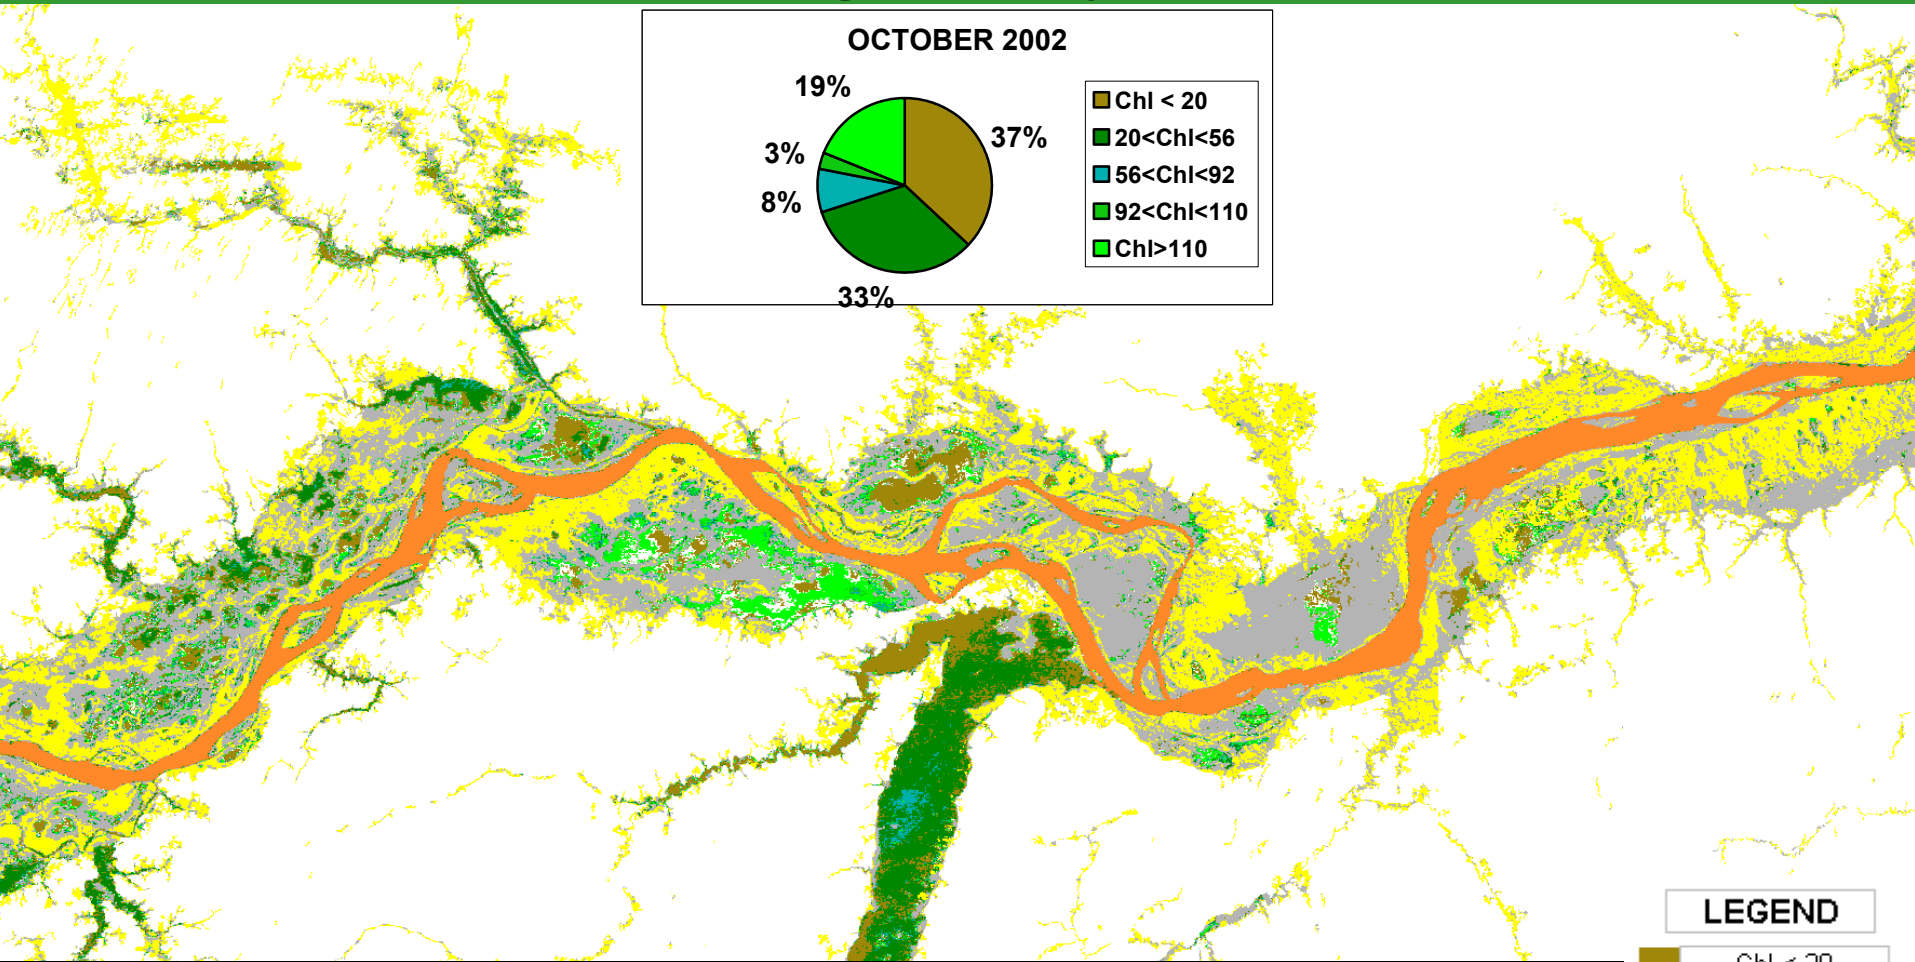 OCTOBER 2002
19%
37%
3%
8%
33%
Chl < 20
20<Chl<56
56<Chl<92
92<Chl<110
Chl>110
LEGEND